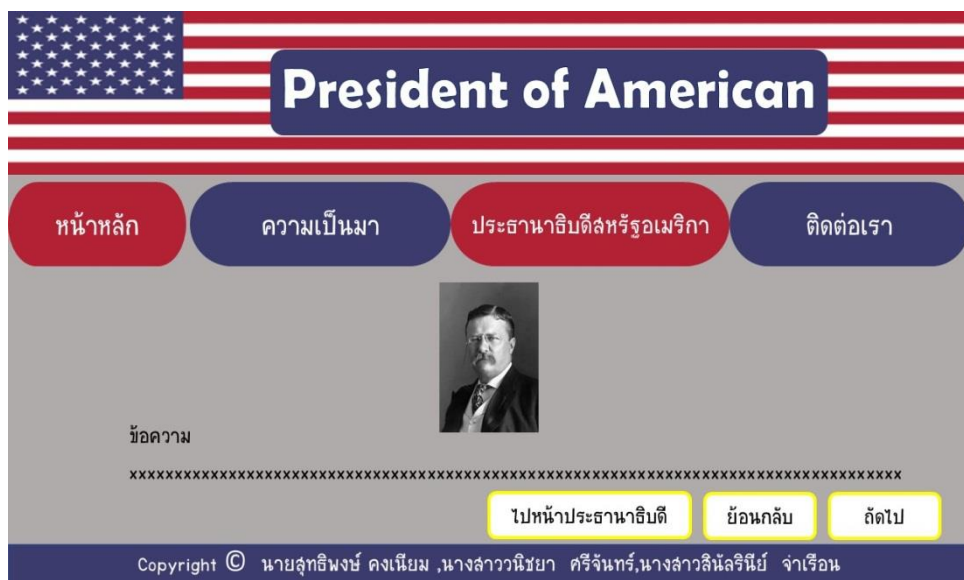 President of American
หน้าหลัก ความเป็นมา ประธานาธิบดีสหรัฐอเมริกา ติดต่อเรา
ข้อความ
xxxxxxxxxxxxxxxxxxxxxxxxxxxxxxxxxxxxxxxxxxxxxxxxxxxxxxxxxxxxxxxxxxxxxxxxxxxx
ไปหน้าประธานาธิบดี ย้อนกลับ ถัดไป
Copyright © นายสุทธิพงษ์ คงเนียม ,นางสาววนิชยา ศรีจันทร์,นางสาวสินัลรินีย์ จ่าเรือน